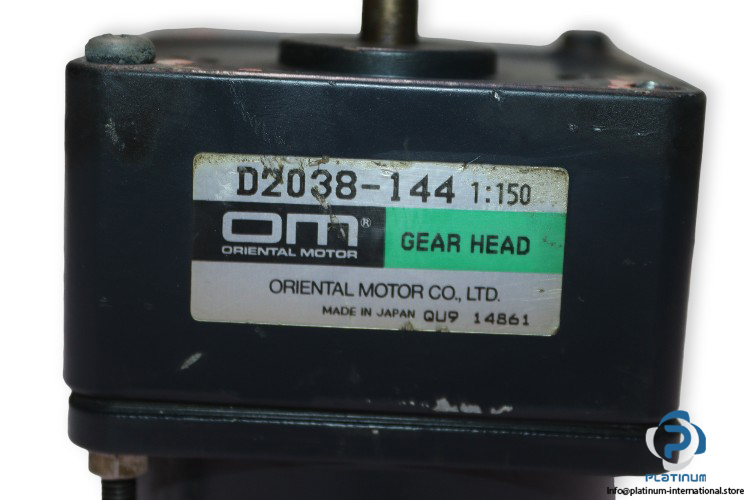 D2038-144 1:150
OM®
ORIENTAL MOTOR
GEAR HEAD
ORIENTAL MOTOR CO., LTD.
MADE IN JAPAN QU9 14861
PLATINUM
Info@platinum-international.store